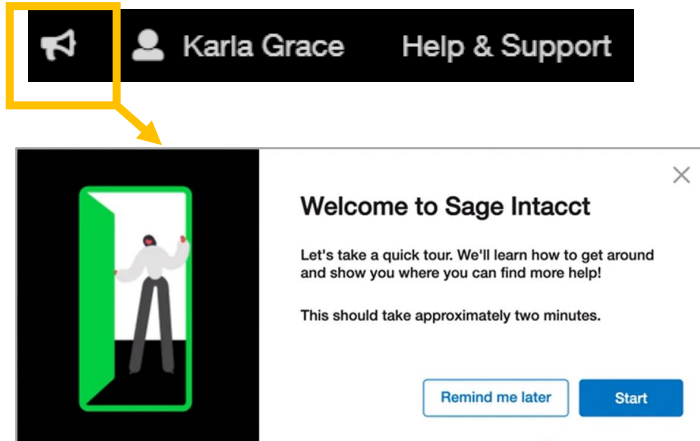 Karla Grace Help & Support
Welcome to Sage Intacct
Let's take a quick tour. We'll learn how to get around
and show you where you can find more help!
This should take approximately two minutes.
Remind me later Start